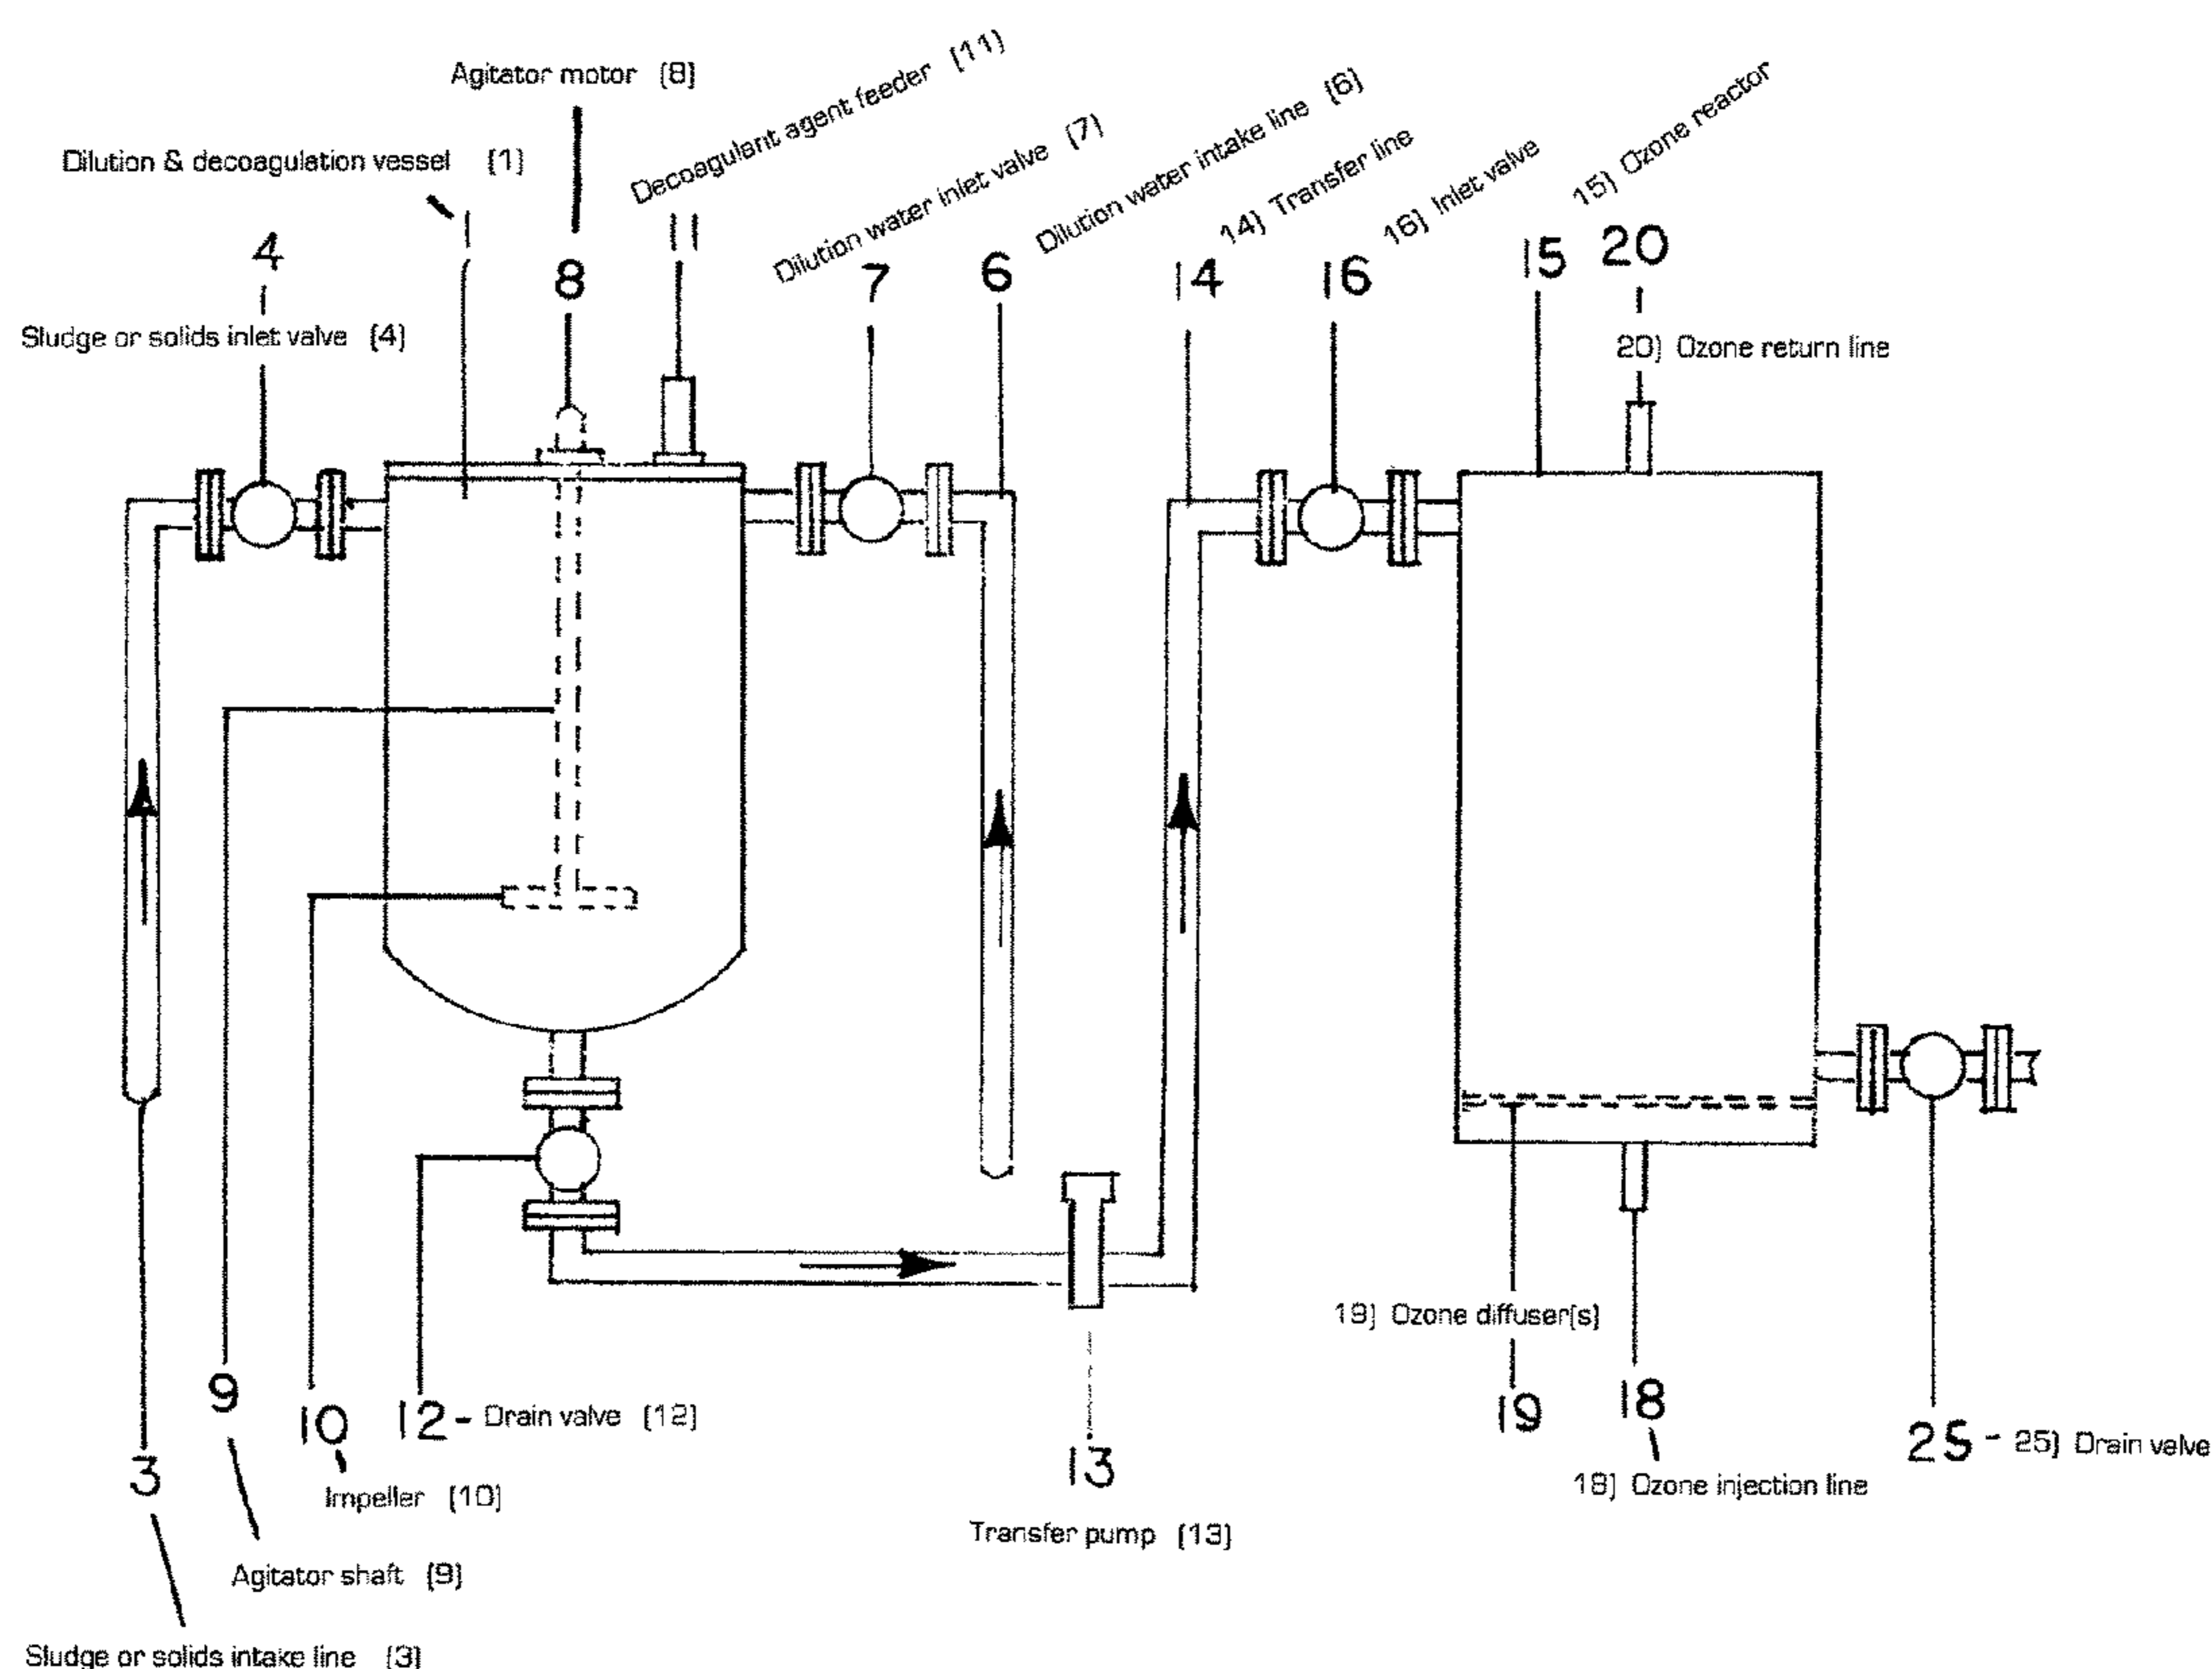 Agitator motor (8)
Decoagulant agent feeder (11)
Dilution & decoagulation vessel (1)
Dilution water inlet valve (7)
Dilution water intake line (6)
14) Transfer line
16) Inlet valve
15) Ozone reactor
4
1
8
11
7
6
14
16
15
20
Sludge or solids inlet valve (4)
20) Ozone return line
19) Ozone diffuser(s)
9
10
12 - Drain valve (12)
3
13
19
18
25 - 25) Drain valve
Impeller (10)
18) Ozone injection line
Transfer pump (13)
Agitator shaft (9)
Sludge or solids intake line (3)